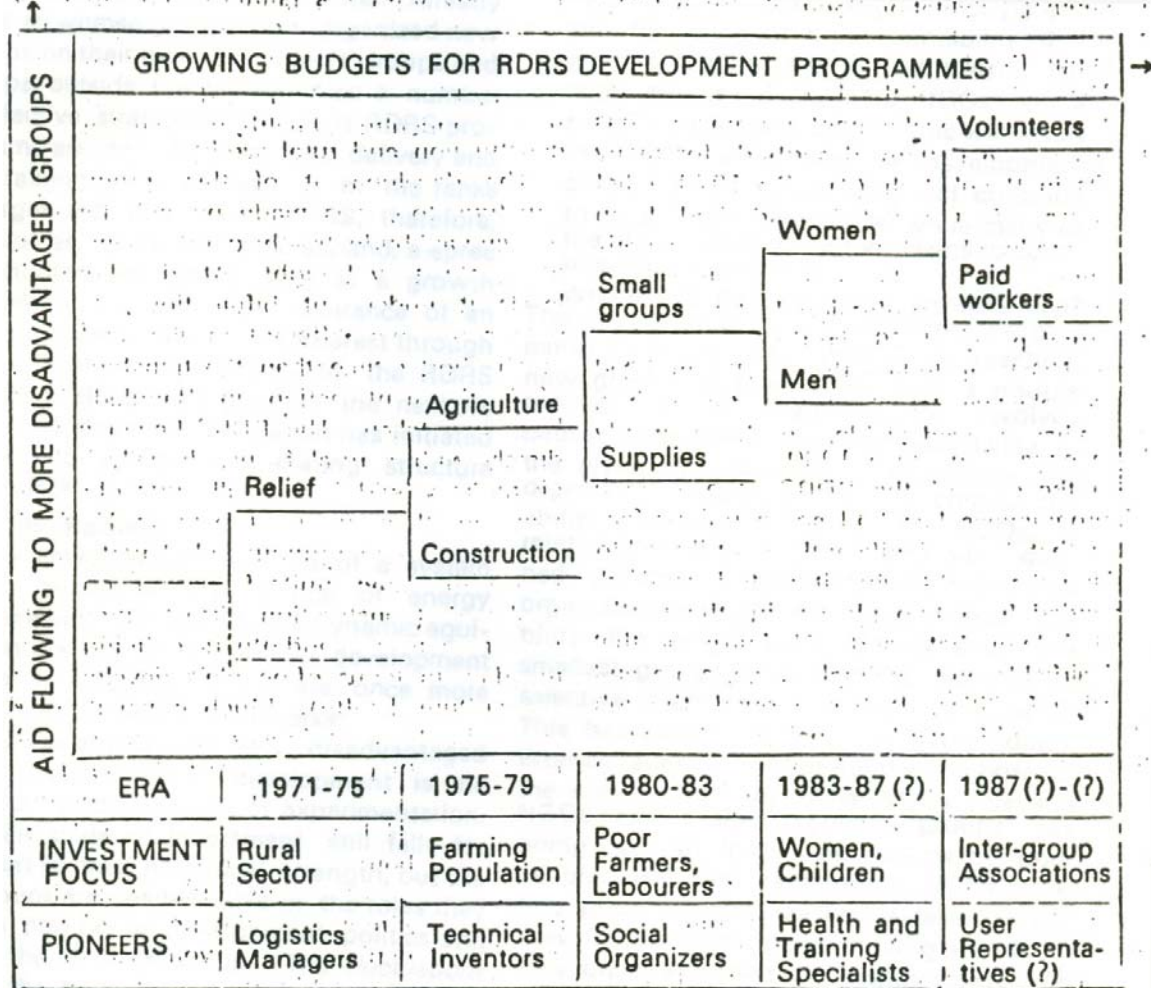 GROWING BUDGETS FOR RDRS DEVELOPMENT PROGRAMMES
AID FLOWING TO MORE DISADVANTAGED GROUPS
Volunteers
Women
Small
groups
Paid
workers
Men
Agriculture
Supplies
Relief
Construction
ERA 1971-75 1975-79 1980-83 1983-87 (?) 1987(?)-(?)
INVESTMENT
FOCUS
Rural
Sector
Farming
Population
Poor
Farmers,
Labourers
Women,
Children
Inter-group
Associations
PIONEERS
Logistics
Managers
Technical
Inventors
Social
Organizers
Health and
Training
Specialists
User
Representa-
tives (?)